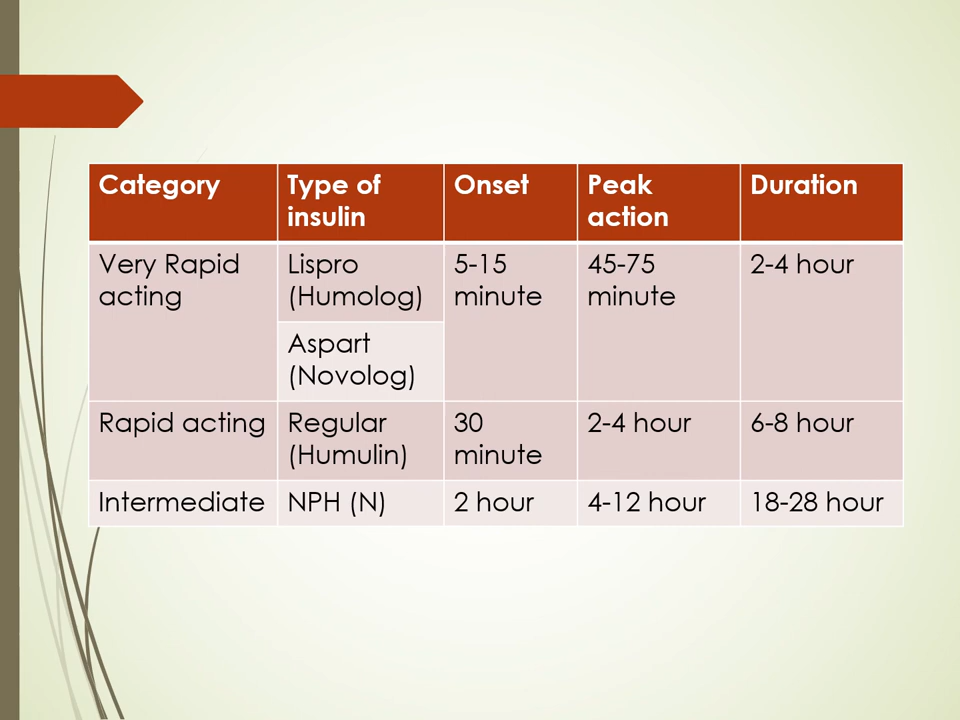 Category
Type of
insulin
Onset
Peak
action
Duration
Very Rapid
acting
Lispro
(Humolog)
5-15
minute
45-75
minute
2-4 hour
Aspart
(Novolog)
Rapid acting
Regular
(Humulin)
30
minute
2-4 hour
6-8 hour
Intermediate
NPH (N)
2 hour
4-12 hour
18-28 hour